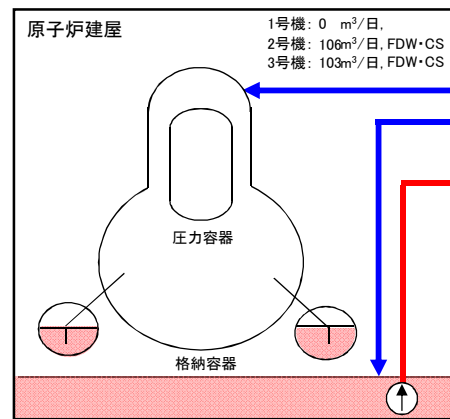 原子炉建屋
1号機: 0 m³/日,
2号機: 106m³/日, FDW・CS
3号機: 103m³/日, FDW・CS
圧力容器
格納容器